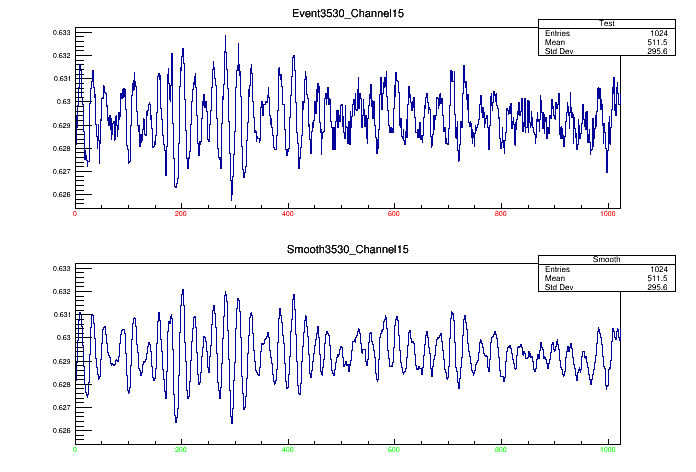 Event3530_Channel15
Test
Entries 1024
Mean 511.5
Std Dev 295.6
0.633
0.632
0.631
0.63
0.629
0.628
0.627
0.626
0 200 400 600 800 1000
Smooth3530_Channel15
Smooth
Entries 1024
Mean 511.5
Std Dev 295.6
0.633
0.632
0.631
0.63
0.629
0.628
0.627
0.626
0 200 400 600 800 1000